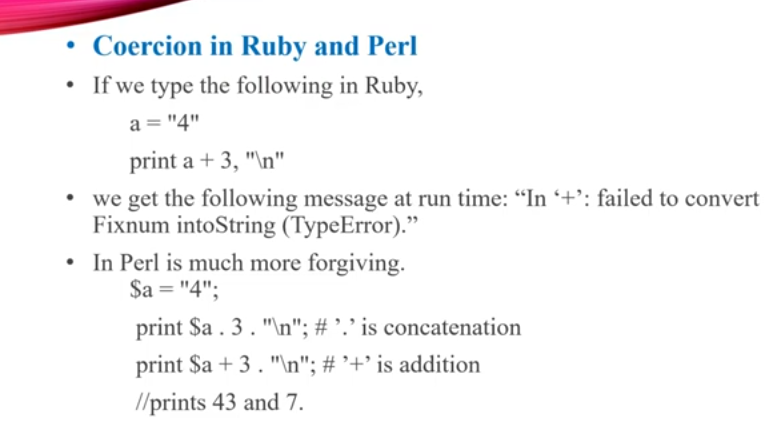 • Coercion in Ruby and Perl
• If we type the following in Ruby,
a = "4"
print a + 3, "\n"
• we get the following message at run time: “In ‘+’: failed to convert
Fixnum intoString (TypeError).”
• In Perl is much more forgiving.
$a = "4";
print $a . 3 . "\n"; # ’.’ is concatenation
print $a + 3 . "\n"; # ’+’ is addition
//prints 43 and 7.